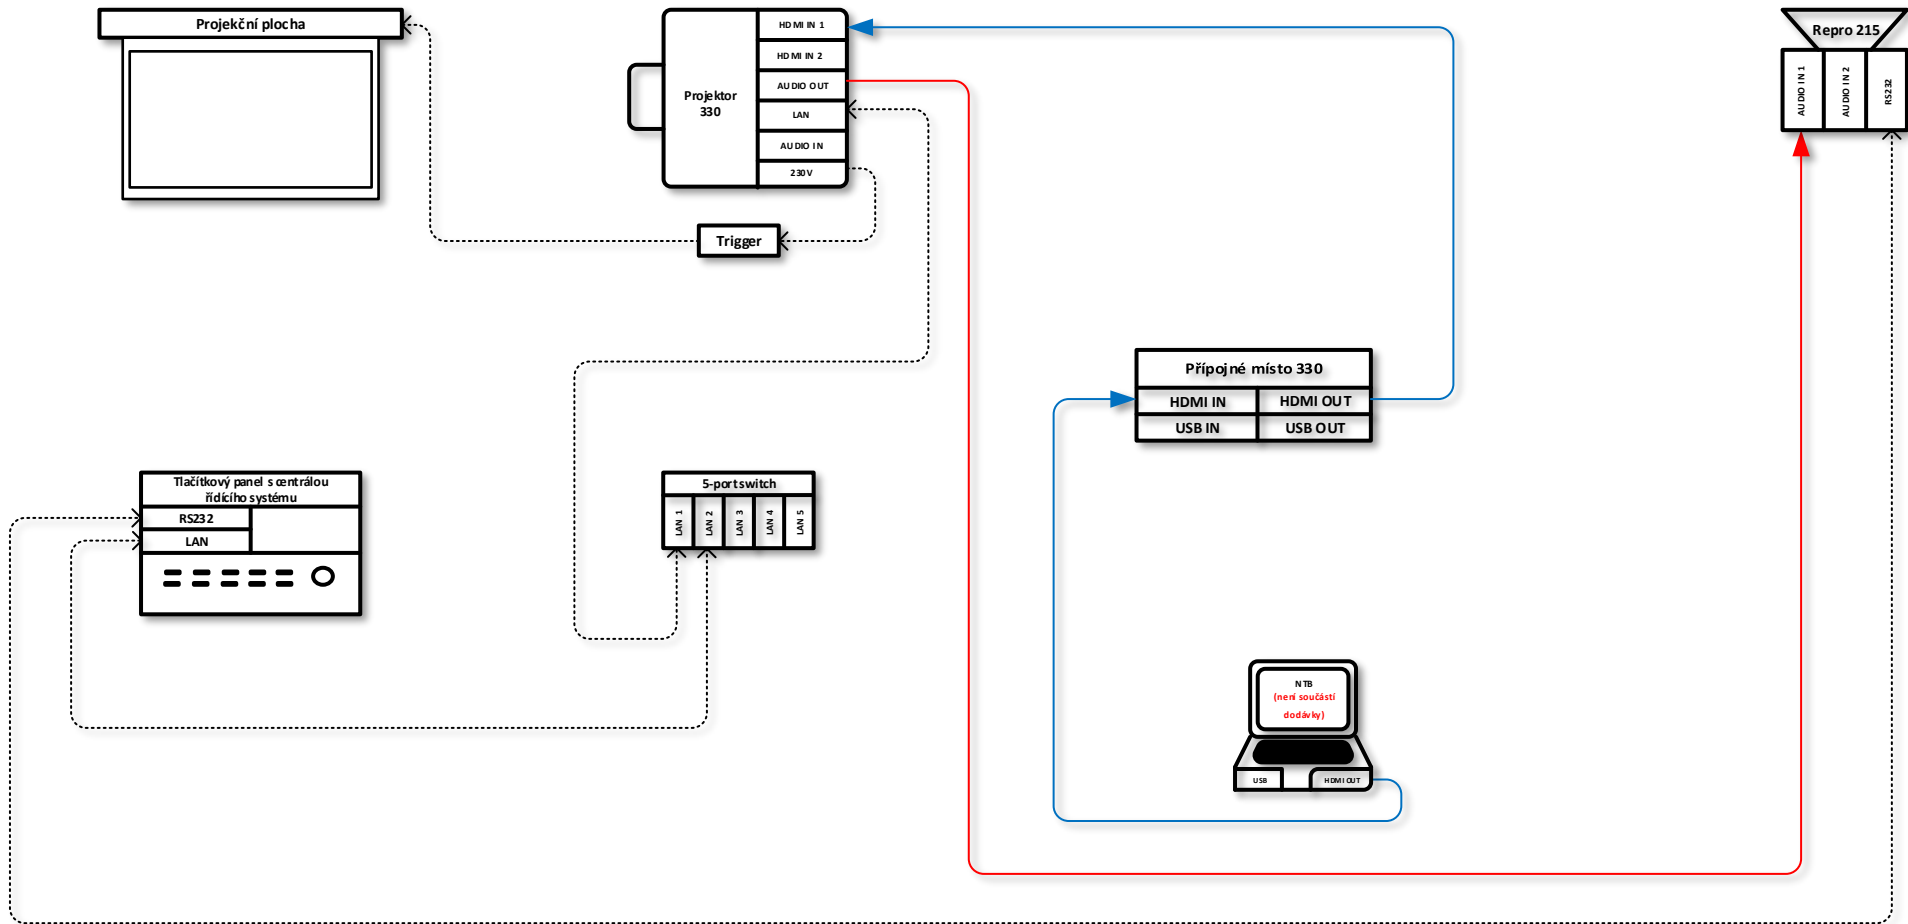 Projekční plocha
Projektor
330
HDMI IN 1
HDMI IN 2
AUDIO OUT
LAN
AUDIO IN
230V
Trigger
Repro 215
AUDIO IN 1
AUDIO IN 2
RS232
Přípojné místo 330
HDMI IN
HDMI OUT
USB IN
USB OUT
Tlačítkový panel s centrálou
řídícího systému
RS232
LAN
5-port switch
LAN 1
LAN 2
LAN 3
LAN 4
LAN 5
NTB
(není součástí
dodávky)
USB
HDMI OUT